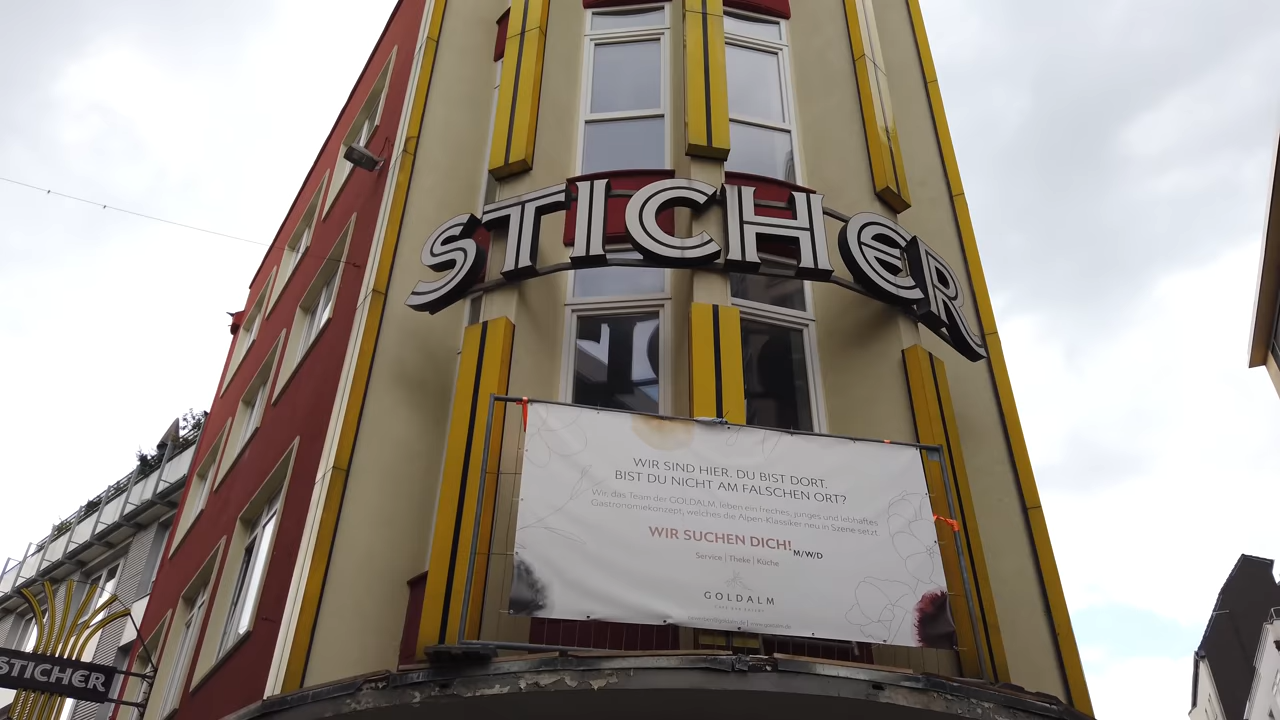 STICHER
WIR SIND HIER. DU BIST DORT.
BIST DU NICHT AM FALSCHEN ORT?
Wir, das Team der GOLDALM, leben ein freches, junges und lebhaftes
Gastronomiekonzept, welches die Alpen-Klassiker neu in Szene setzt.
WIR SUCHEN DICH! M/W/D
Service | Theke | Küche
GOLDALM
STICHER